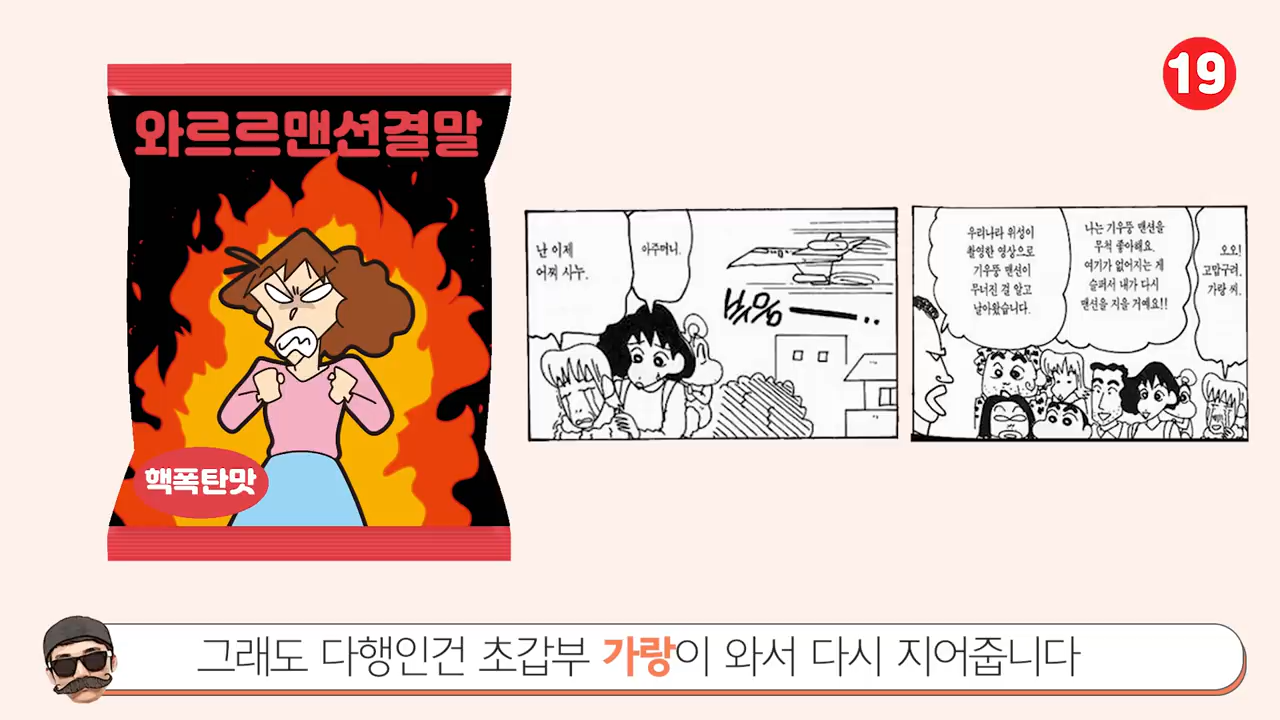 19
와르르맨션결말
핵폭탄맛
난 이제
어찌 사누.
아주머니.
슈우웅
우리나라 위성이
촬영한 영상으로
기우뚱 맨션이
무너진 걸 알고
날아왔습니다.
나는 기우뚱 맨션을
무척 좋아해요.
여기가 없어지는 게
슬퍼서 내가 다시
맨션을 지을 거예요!!
오오!
고맙구려,
가랑 씨.
그래도 다행인건 초갑부 가랑이 와서 다시 지어줍니다